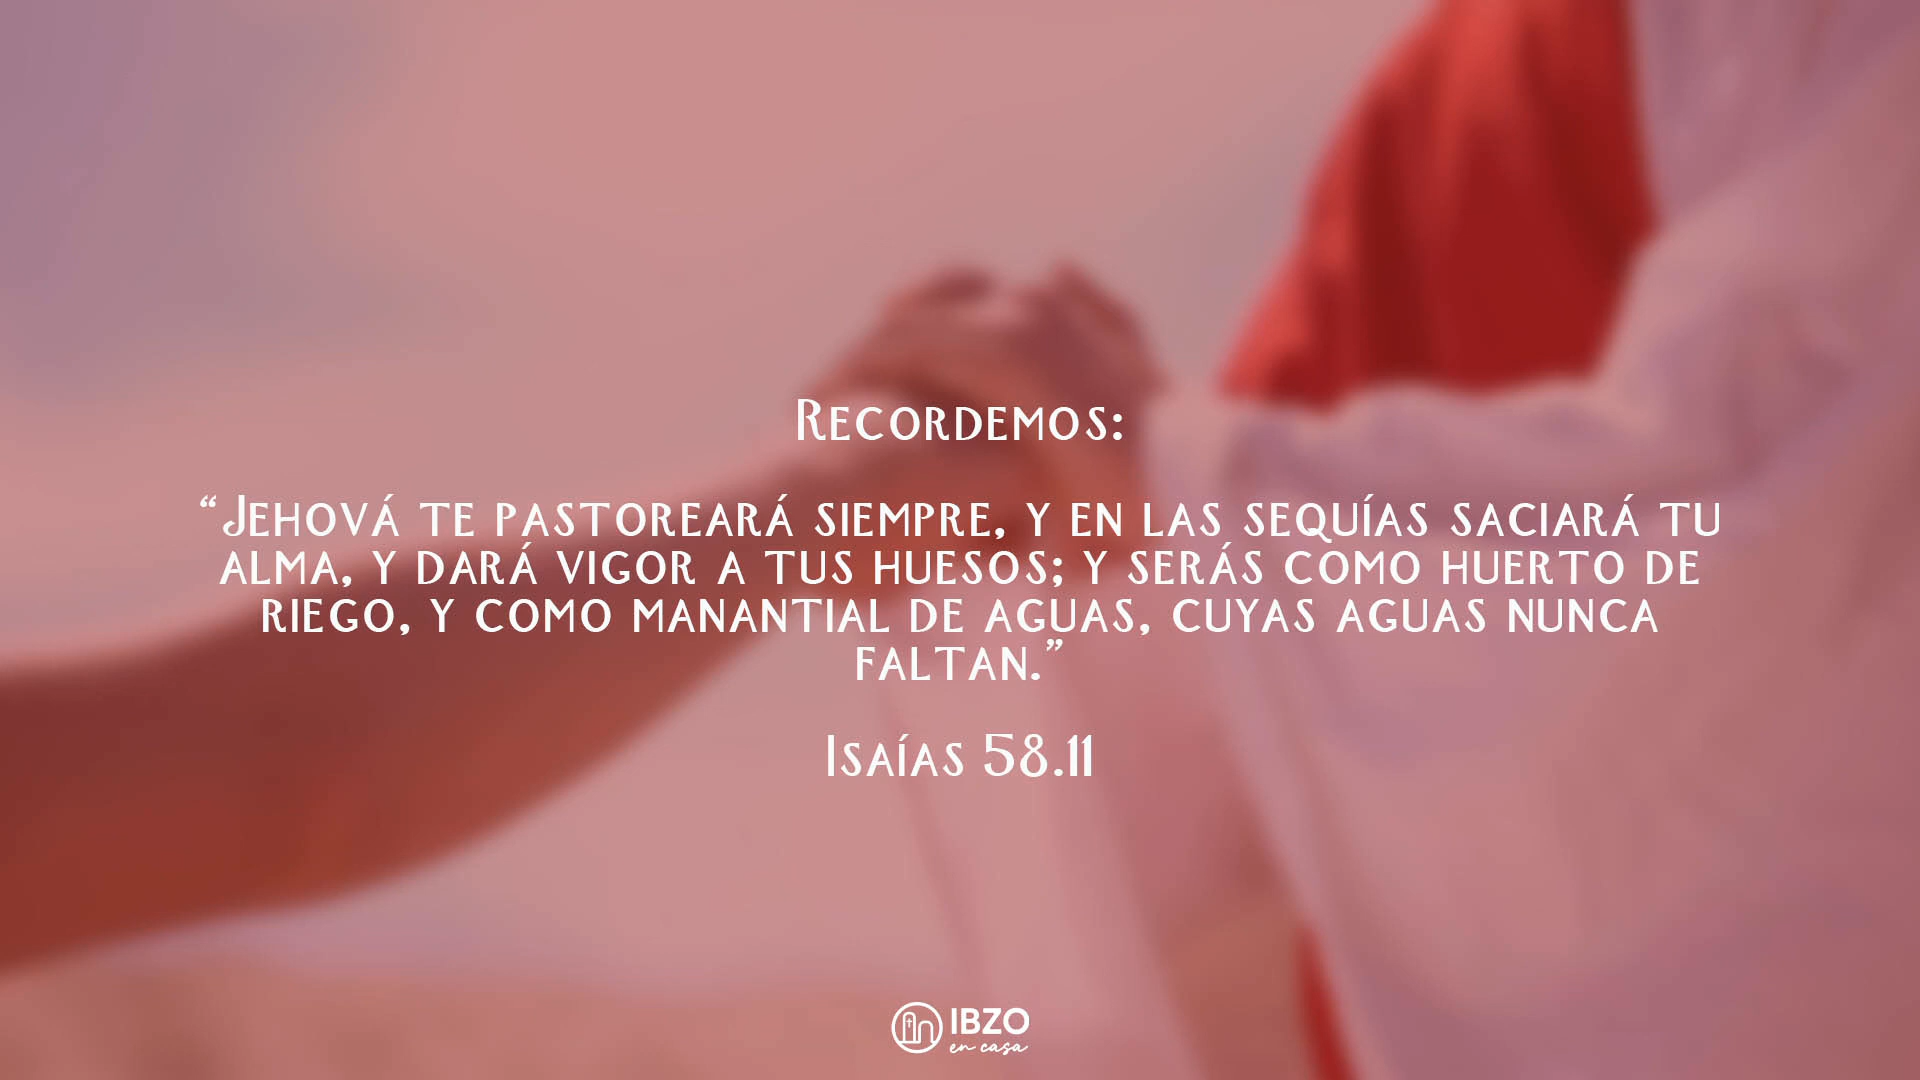 Recordemos:
“Jehová te pastoreará siempre, y en las sequías saciará tu
alma, y dará vigor a tus huesos; y serás como huerto de
riego, y como manantial de aguas, cuyas aguas nunca
faltan.”
Isaías 58.11
IBZO
en casa